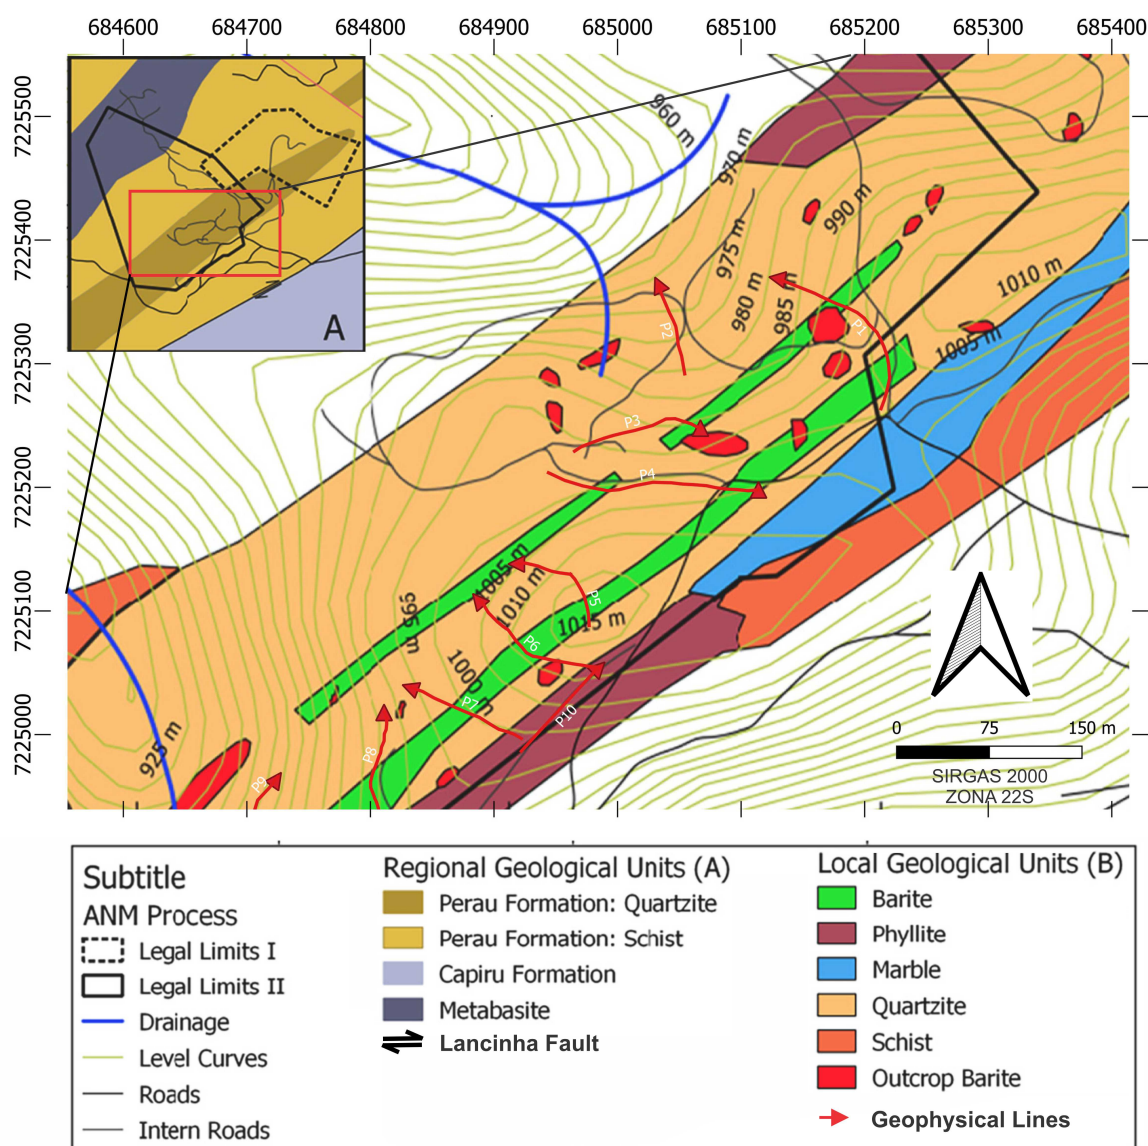 684600 684700 684800 684900 685000 685100 685200 685300 685400
7225500
7225400
7225300
7225200
7225100
7225000
A
960 m
970 m
990 m
975 m
980 m
985 m
1010 m
1005 m
P1
P2
P3
P4
1005 m
1010 m
1015 m
995 m
1000 m
925 m
P5
P6
P7
P8
P9
P10
0 75 150 m
SIRGAS 2000
ZONA 22S
Subtitle
ANM Process
Legal Limits I
Legal Limits II
Drainage
Level Curves
Roads
Intern Roads
Regional Geological Units (A)
Perau Formation: Quartzite
Perau Formation: Schist
Capiru Formation
Metabasite
Lancinha Fault
Local Geological Units (B)
Barite
Phyllite
Marble
Quartzite
Schist
Outcrop Barite
Geophysical Lines